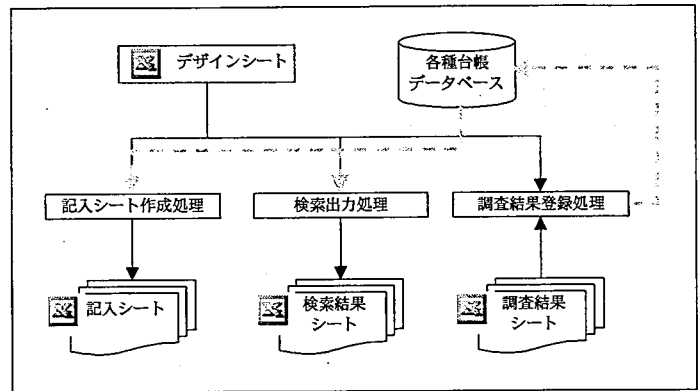 デザインシート
各種台帳
データベース
記入シート作成処理
検索出力処理
調査結果登録処理
記入シート
検索結果
シート
調査結果
シート